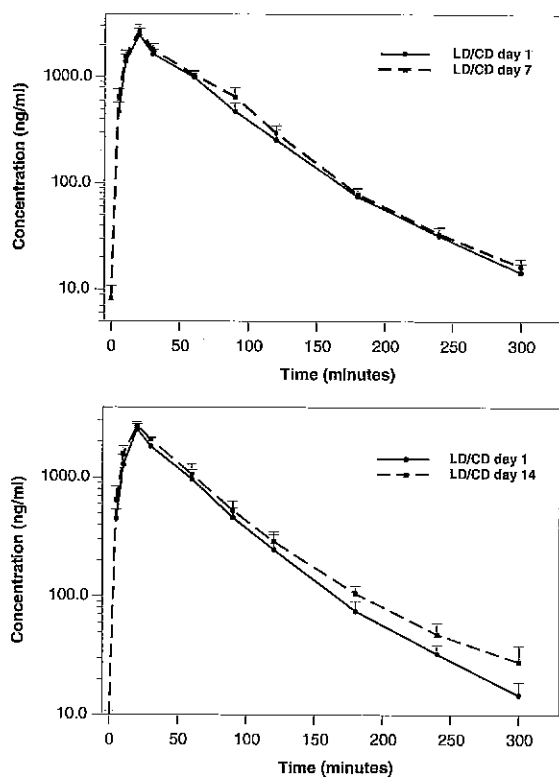 LD/CD day 1
LD/CD day 7
Concentration (ng/ml)
1000.0
100.0
10.0
0 50 100 150 200 250 300
Time (minutes)
LD/CD day 1
LD/CD day 14
Concentration (ng/ml)
1000.0
100.0
10.0
0 50 100 150 200 250 300
Time (minutes)